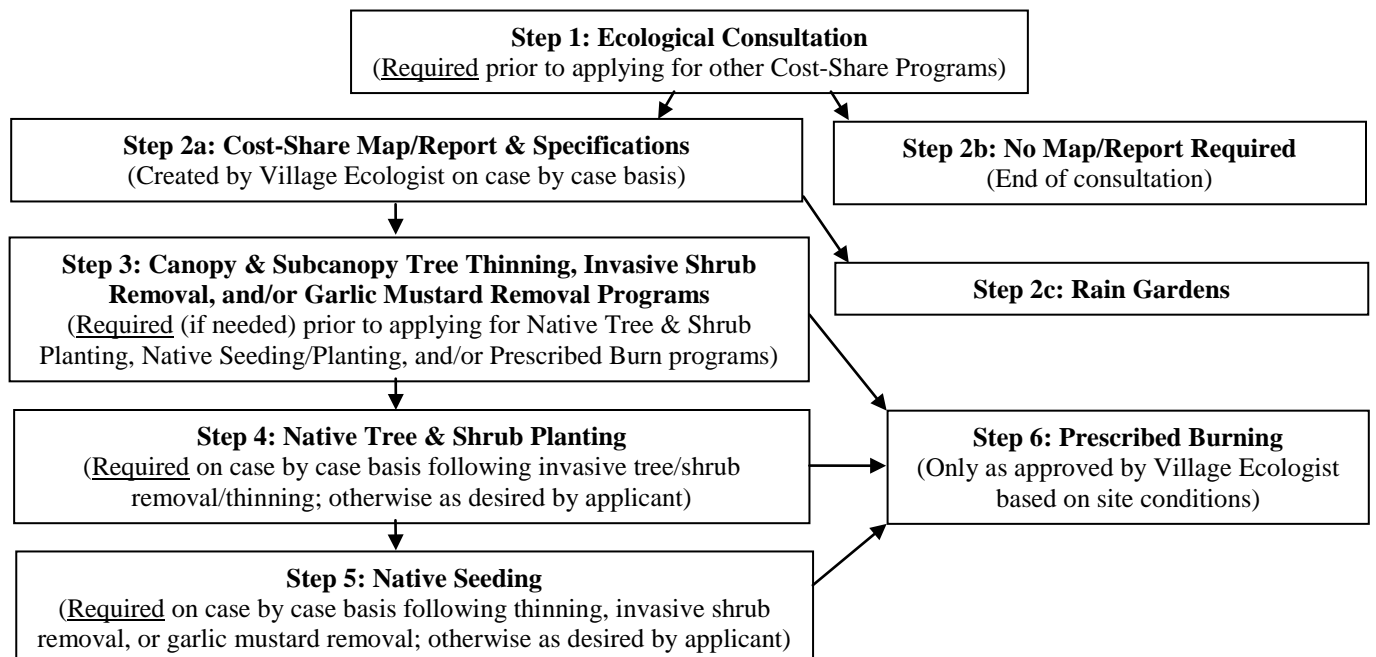 Step 1: Ecological Consultation
(Required prior to applying for other Cost-Share Programs)
Step 2a: Cost-Share Map/Report & Specifications
(Created by Village Ecologist on case by case basis)
Step 2b: No Map/Report Required
(End of consultation)
Step 3: Canopy & Subcanopy Tree Thinning, Invasive Shrub
Removal, and/or Garlic Mustard Removal Programs
(Required (if needed) prior to applying for Native Tree & Shrub
Planting, Native Seeding/Planting, and/or Prescribed Burn programs)
Step 2c: Rain Gardens
Step 4: Native Tree & Shrub Planting
(Required on case by case basis following invasive tree/shrub
removal/thinning; otherwise as desired by applicant)
Step 6: Prescribed Burning
(Only as approved by Village Ecologist
based on site conditions)
Step 5: Native Seeding
(Required on case by case basis following thinning, invasive shrub
removal, or garlic mustard removal; otherwise as desired by applicant)